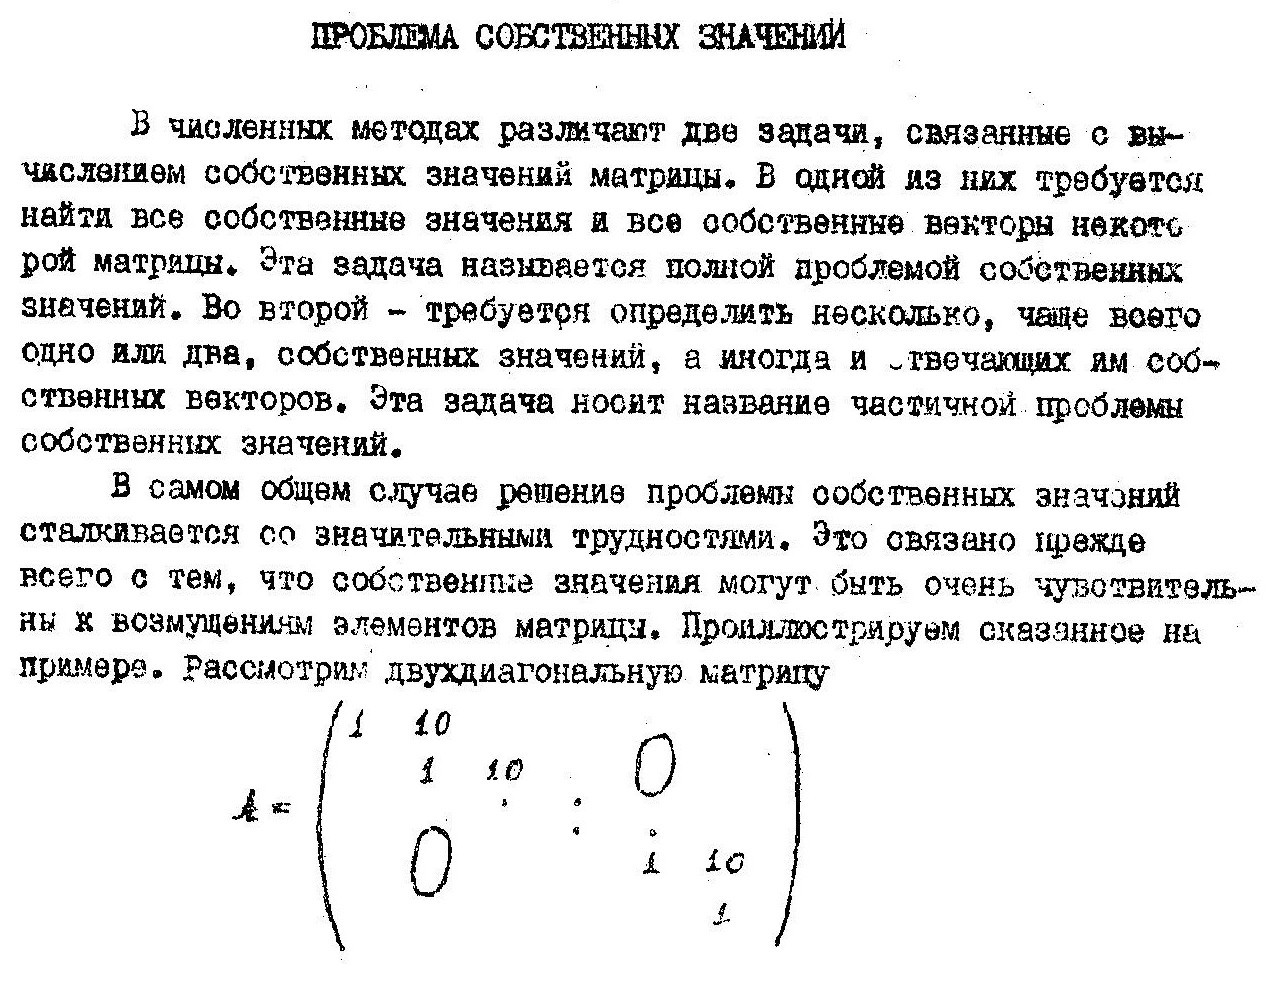 ПРОБЛЕМА СОБСТВЕННЫХ ЗНАЧЕНИЙ
В численных методах различают две задачи, связанные с вы-
числением собственных значений матрицы. В одной из них требуется
найти все собственные значения и все собственные векторы некото
рой матрицы. Эта задача называется полной проблемой собственных
значений. Во второй - требуется определить несколько, чаще всего
одно или два, собственных значений, а иногда и отвечающих им соб-
ственных векторов. Эта задача носит название частичной проблемы
собственных значений.
В самом общем случае решение проблемы собственных значений
сталкивается со значительными трудностями. Это связано прежде
всего с тем, что собственные значения могут быть очень чувствитель-
ны к возмущениям элементов матрицы. Проиллюстрируем сказанное на
примере. Рассмотрим двухдиагональную матрицу
1 10
1 10 . 0
A = . :  .
0 1 10
1